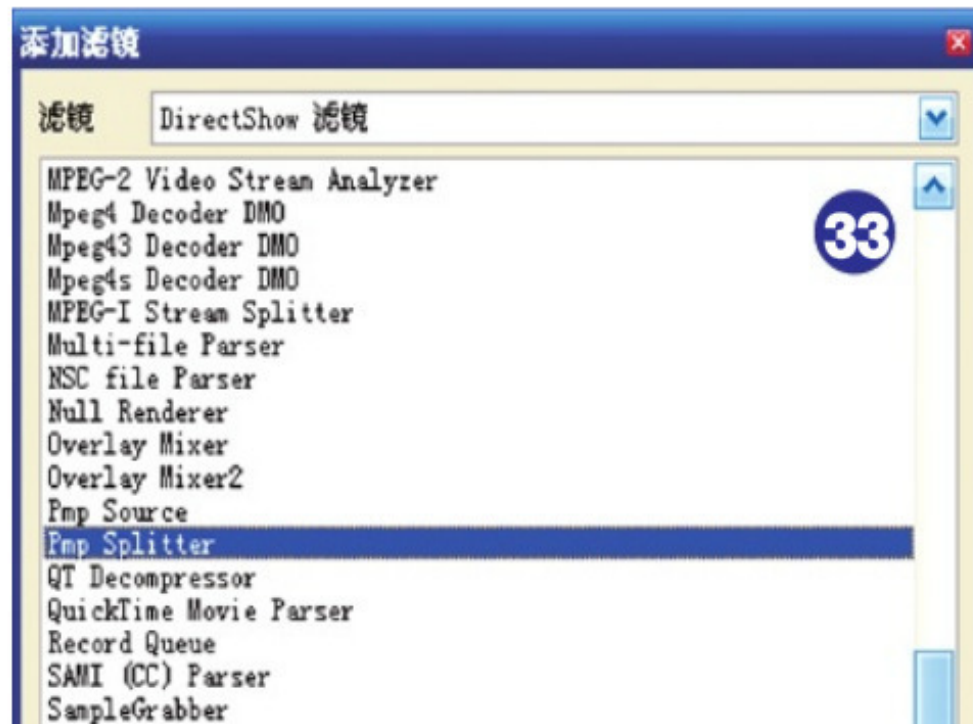 添加滤镜
滤镜 DirectShow 滤镜
MPEG-2 Video Stream Analyzer
33
Mpeg4 Decoder DMO
Mpeg43 Decoder DMO
Mpeg4s Decoder DMO
MPEG-I Stream Splitter
Multi-file Parser
NSC file Parser
Null Renderer
Overlay Mixer
Overlay Mixer2
Pmp Source
Pmp Splitter
QT Decompressor
QuickTime Movie Parser
Record Queue
SAMI (CC) Parser
SampleGrabber